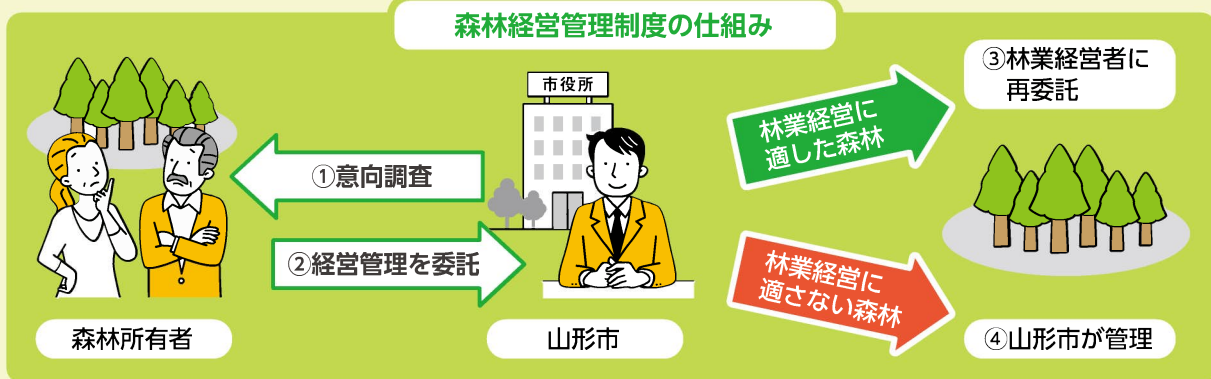 森林経営管理制度の仕組み
市役所
①意向調査
②経営管理を委託
森林所有者
山形市
林業経営に
適した森林
林業経営に
適さない森林
③林業経営者に
再委託
④山形市が管理